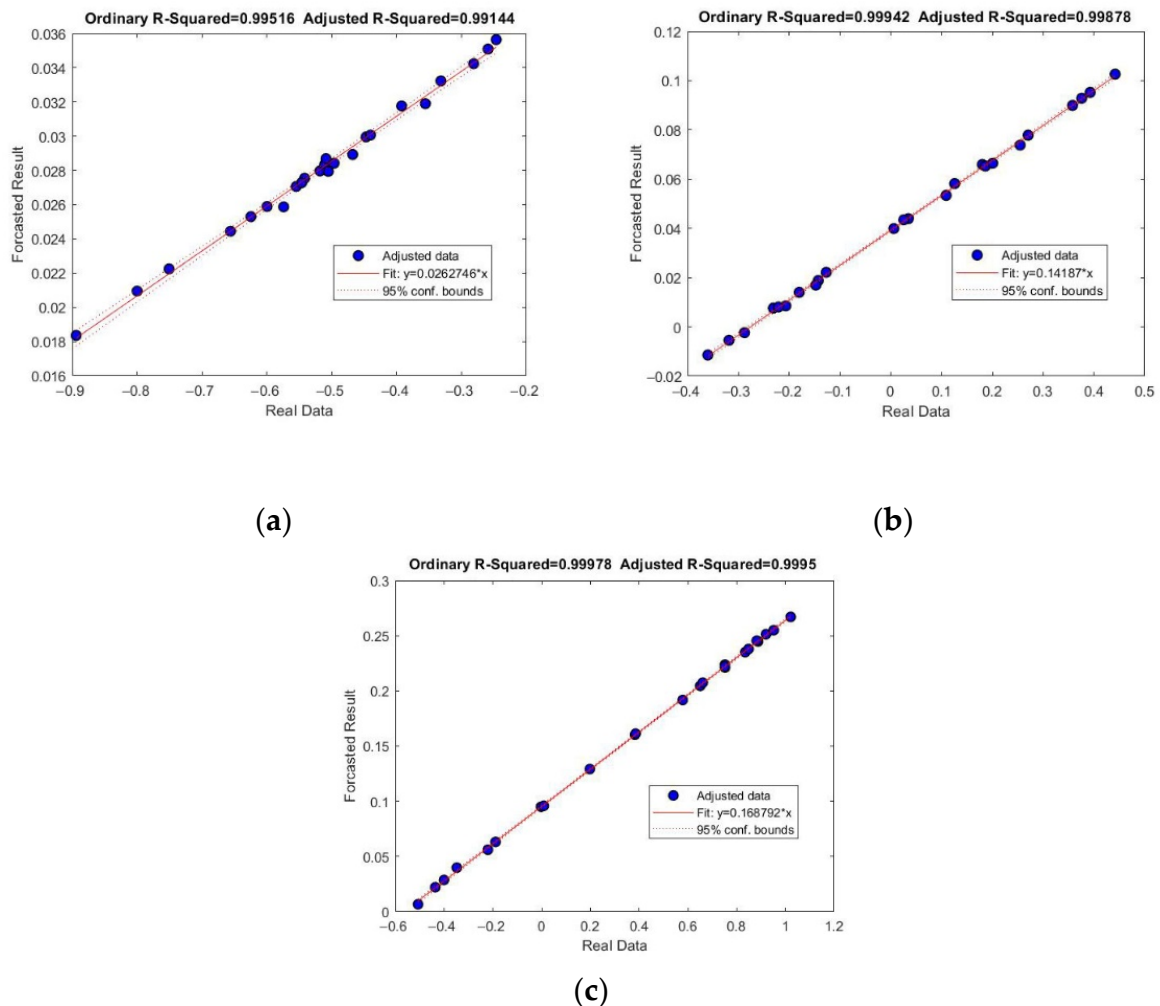 Ordinary R-Squared=0.99516 Adjusted R-Squared=0.99144
0.036
0.034
0.032
0.03
0.028
0.026
0.024
0.022
0.02
0.018
0.016
Forcasted Result
Adjusted data
Fit: y=0.0262746*x
95% conf. bounds
−0.9
−0.8
−0.7
−0.6
−0.5
−0.4
−0.3
−0.2
Real Data
(a)
Ordinary R-Squared=0.99942 Adjusted R-Squared=0.99878
0.12
0.1
0.08
0.06
0.04
0.02
0
−0.02
Forcasted Result
Adjusted data
Fit: y=0.14187*x
95% conf. bounds
−0.4
−0.3
−0.2
−0.1
0
0.1
0.2
0.3
0.4
0.5
Real Data
(b)
Ordinary R-Squared=0.99978 Adjusted R-Squared=0.9995
0.3
0.25
0.2
0.15
0.1
0.05
0
Forcasted Result
Adjusted data
Fit: y=0.168792*x
95% conf. bounds
−0.6
−0.4
−0.2
0
0.2
0.4
0.6
0.8
1
1.2
Real Data
(c)